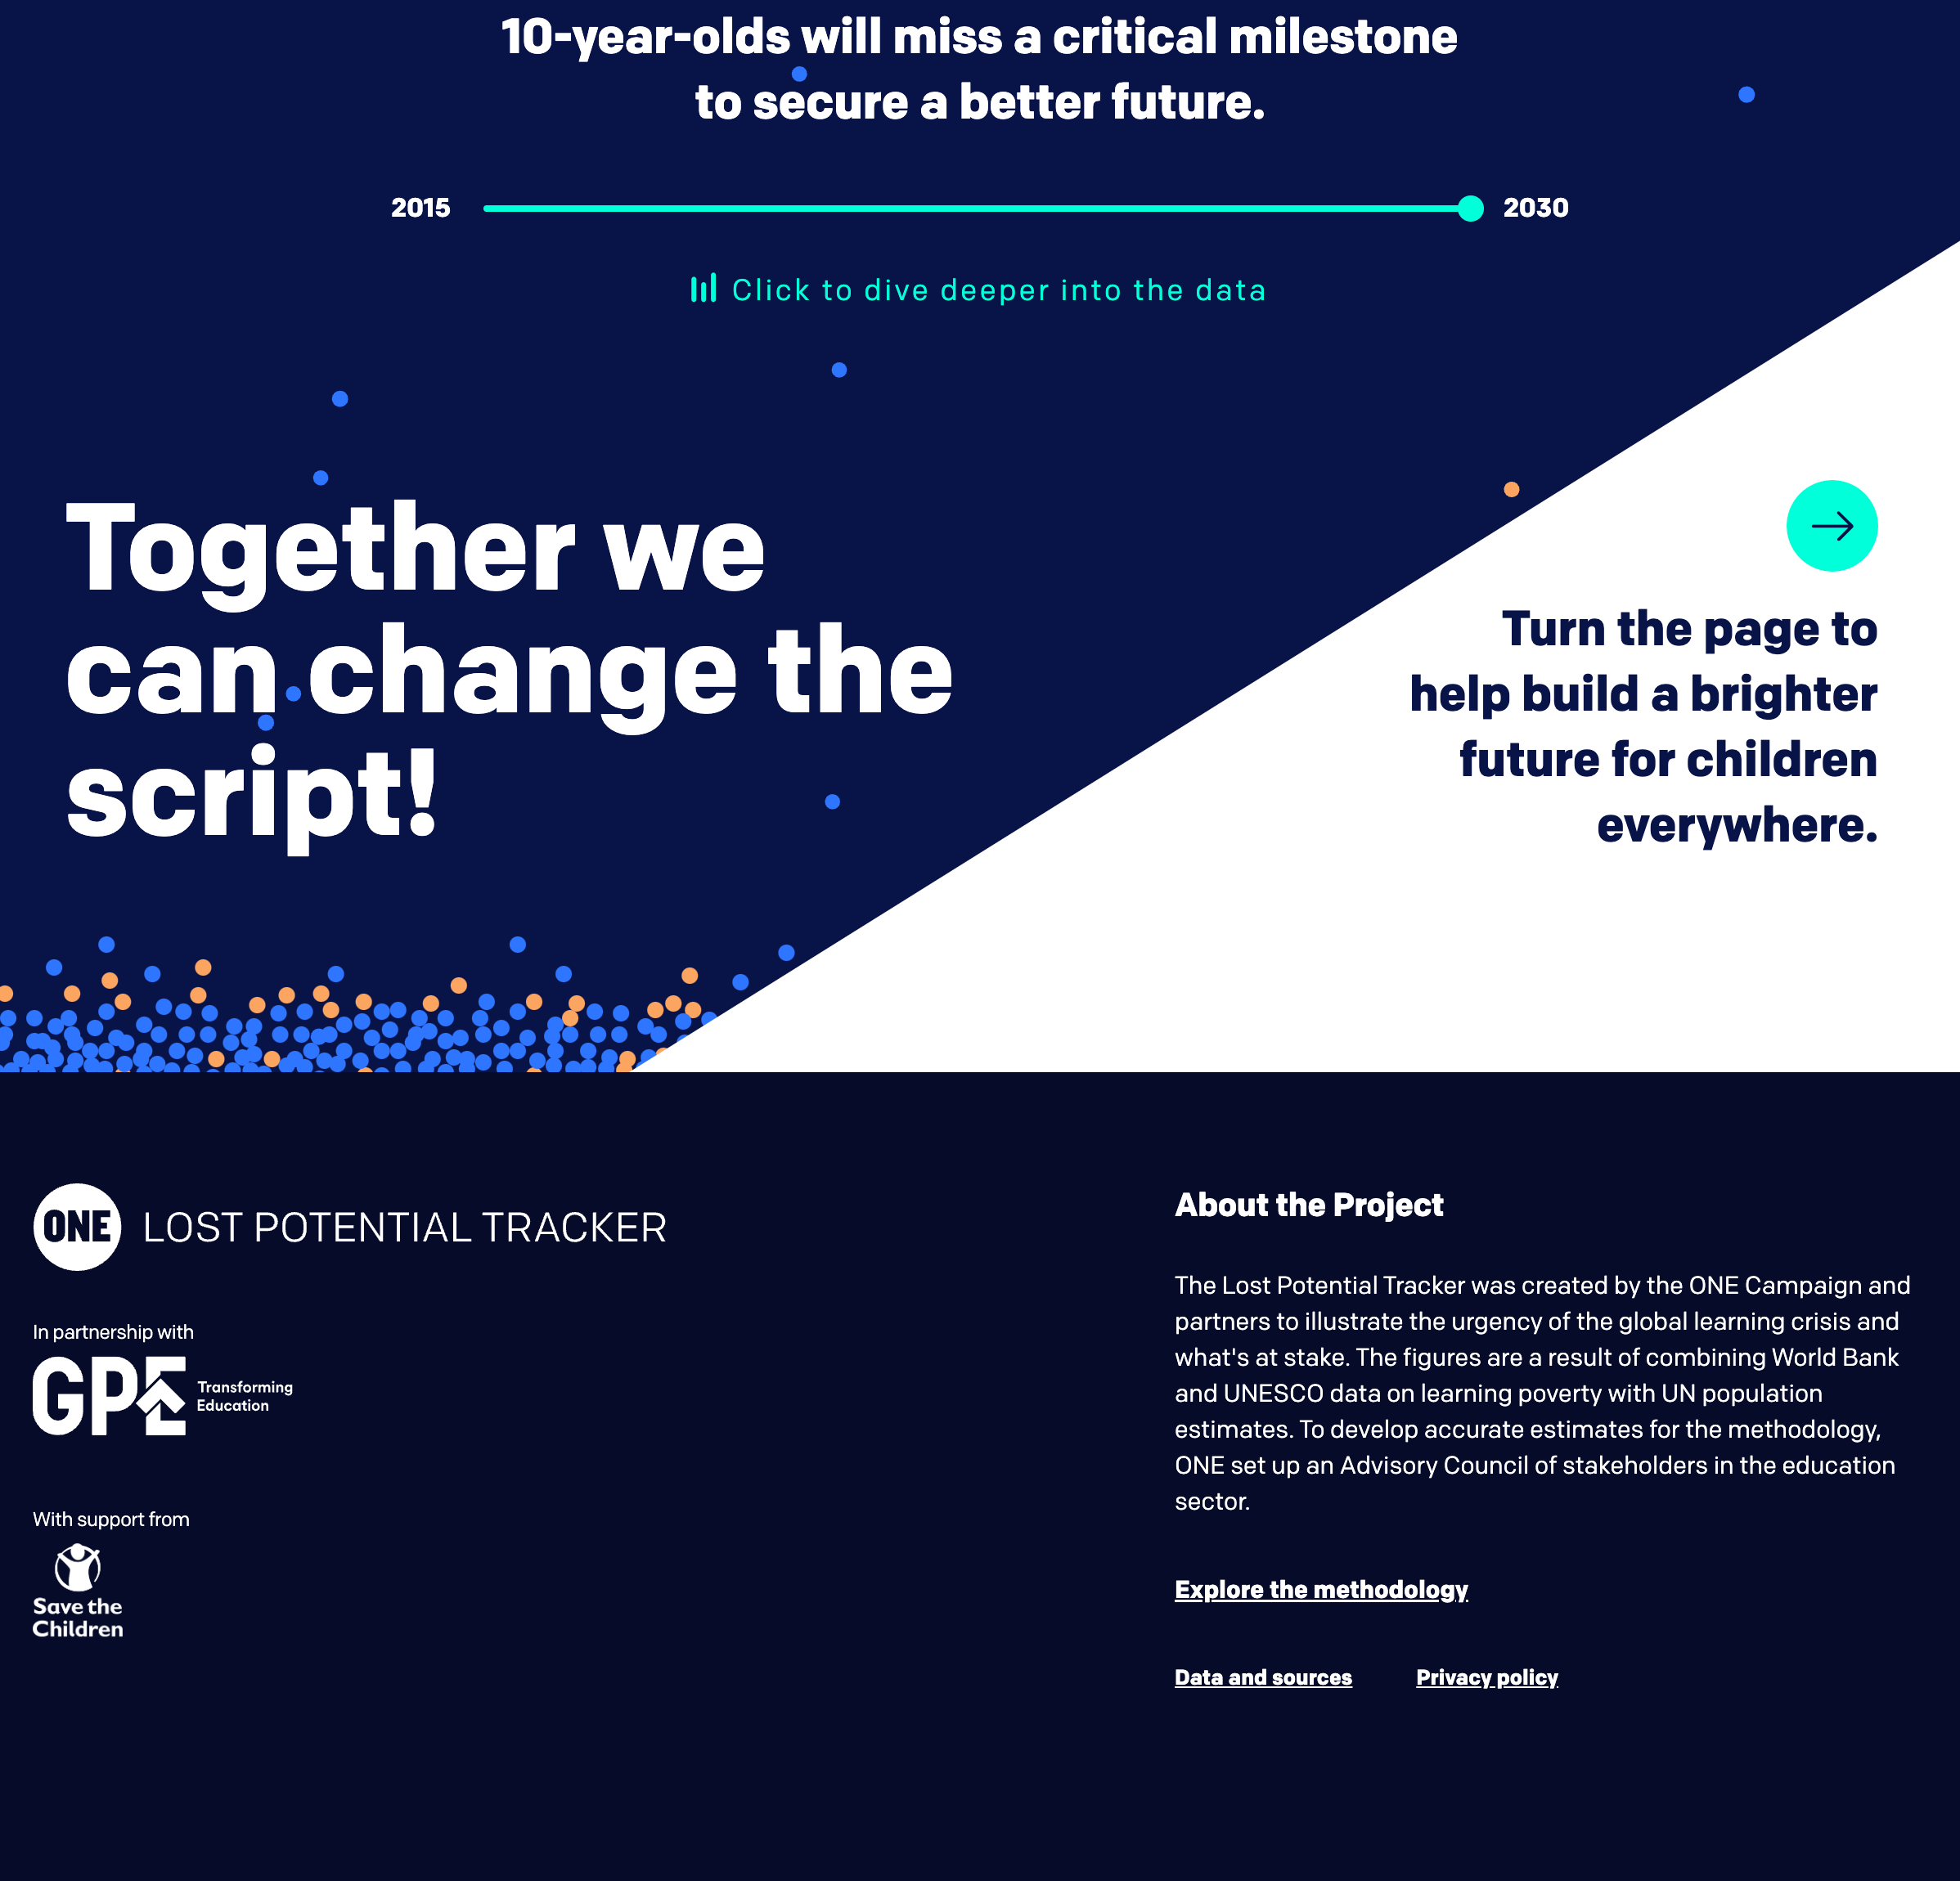 10-year-olds will miss a critical milestone
to secure a better future.
2015
2030
Click to dive deeper into the data
Together we
can change the
script!
Turn the page to
help build a brighter
future for children
everywhere.
ONE LOST POTENTIAL TRACKER
In partnership with
GPE
Transforming
Education
With support from
Save the
Children
About the Project
The Lost Potential Tracker was created by the ONE Campaign and
partners to illustrate the urgency of the global learning crisis and
what's at stake. The figures are a result of combining World Bank
and UNESCO data on learning poverty with UN population
estimates. To develop accurate estimates for the methodology,
ONE set up an Advisory Council of stakeholders in the education
sector.
Explore the methodology
Data and sources
Privacy policy